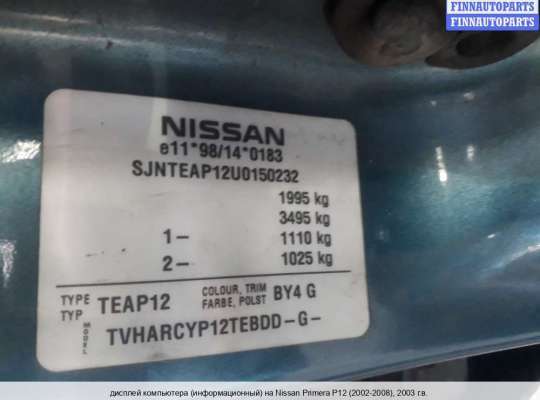 FINNAUTOPARTS
FINNAUTOPARTS
NISSAN
e11*98/14*0183
SJNTEAP12U0150232
1995 kg
3495 kg
1- 1110 kg
2- 1025 kg
TYPE TYP TEAP12 COLOUR, TRIM FARBE, POLST BY4 G
MODEL TVHARCYP12TEBDD-G-
дисплей компьютера (информационный) на Nissan Primera P12 (2002-2008), 2003 г.в.